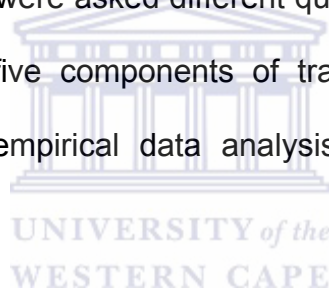 were asked different qu
five components of tra
empirical data analysis
UNIVERSITY of the
WESTERN CAPE